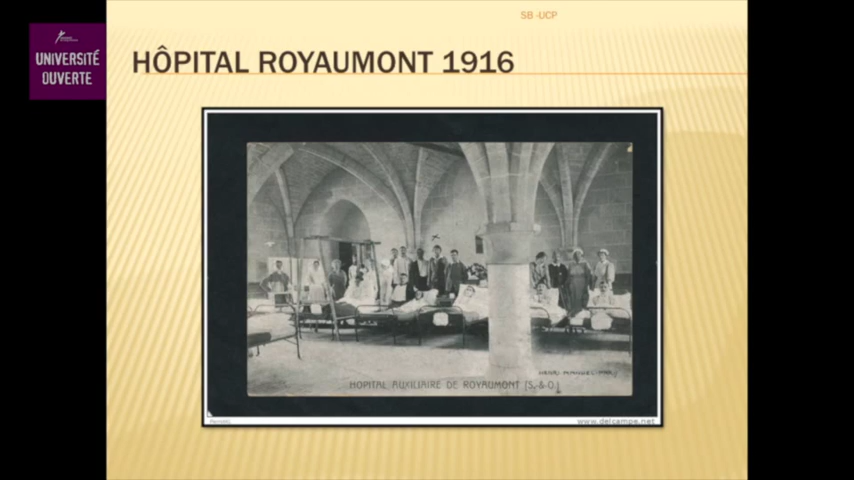 SB -UCP
UNIVERSITÉ
OUVERTE
HÔPITAL ROYAUMONT 1916
HOPITAL AUXILIAIRE DE ROYAUMONT (S.-&-O.)
www.delcampe.net